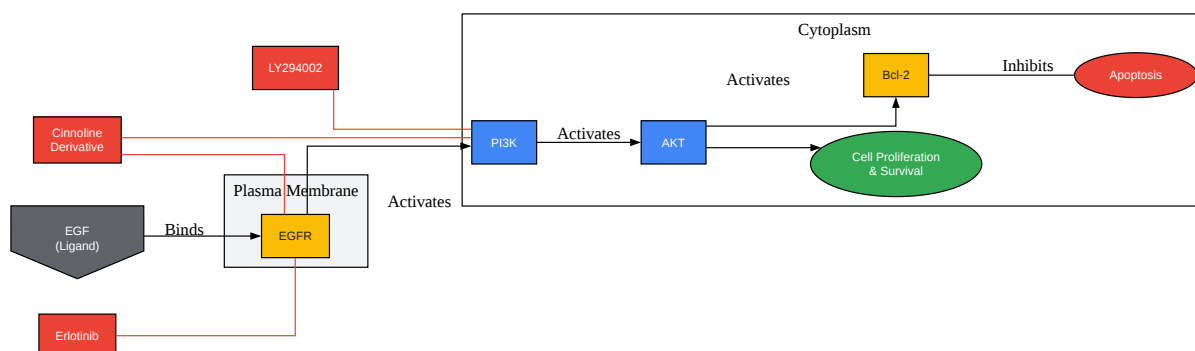 Cytoplasm
LY294002
Bcl-2
Inhibits
Apoptosis
Activates
Cinnoline
Derivative
PI3K
Activates
AKT
Cell Proliferation
& Survival
Plasma Membrane
Activates
EGF
(Ligand)
Binds
EGFR
Erlotinib